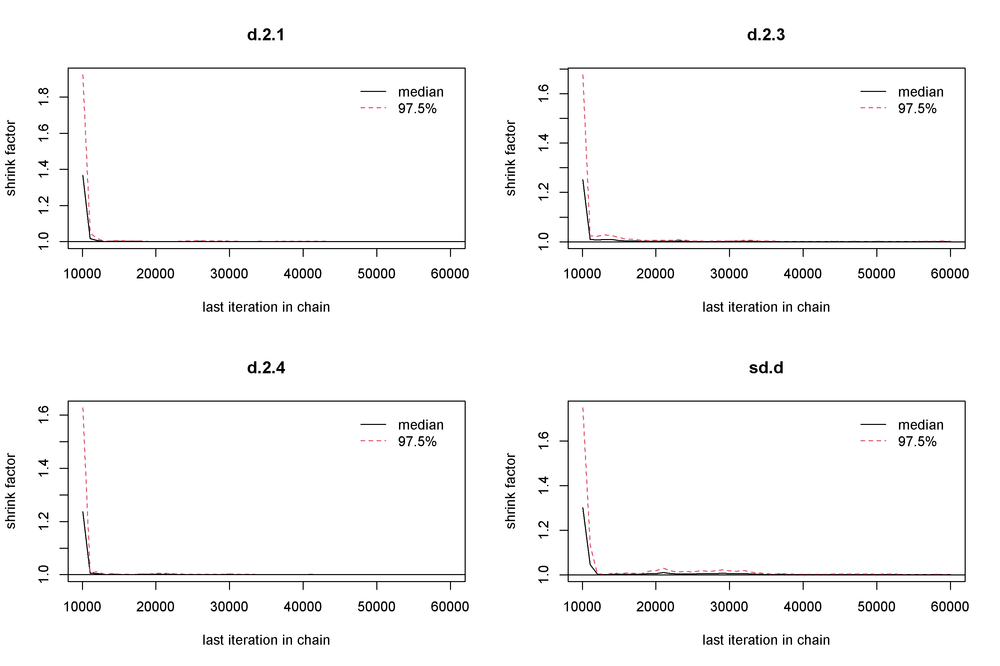 d.2.1
median
97.5%
shrink factor
1.0 1.2 1.4 1.6 1.8
10000 20000 30000 40000 50000 60000
last iteration in chain
d.2.3
median
97.5%
shrink factor
1.0 1.2 1.4 1.6
10000 20000 30000 40000 50000 60000
last iteration in chain
d.2.4
median
97.5%
shrink factor
1.0 1.2 1.4 1.6
10000 20000 30000 40000 50000 60000
last iteration in chain
sd.d
median
97.5%
shrink factor
1.0 1.2 1.4 1.6
10000 20000 30000 40000 50000 60000
last iteration in chain